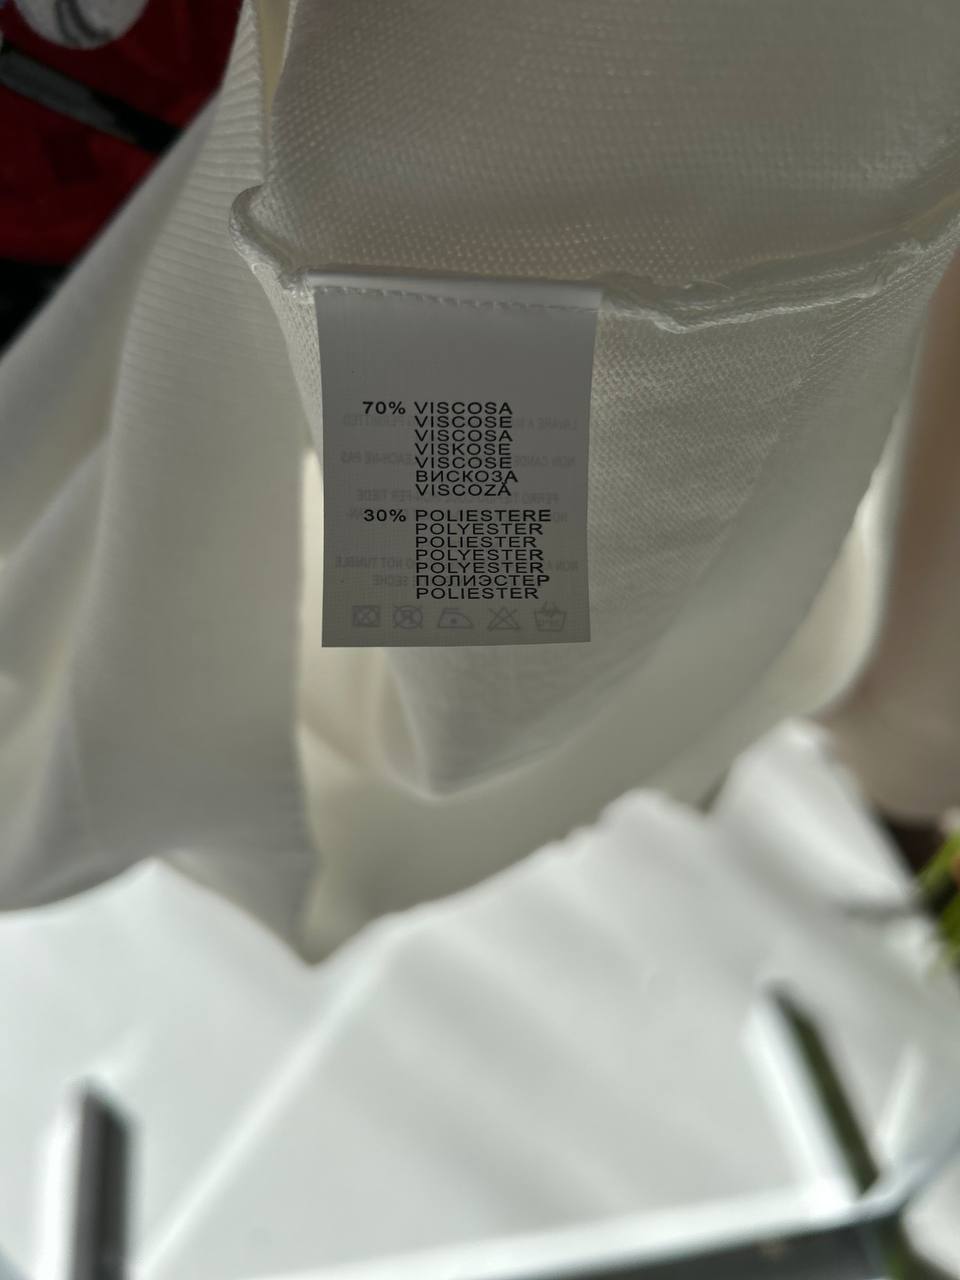 70% VISCOSA
VISCOSE
VISCOSA
VISKOSE
VISCOSE
ВИСКОЗА
VISCOZĂ
30% POLIESTERE
POLYESTER
POLIESTER
POLYESTER
POLYESTER
ПОЛИЭСТЕР
POLIESTER